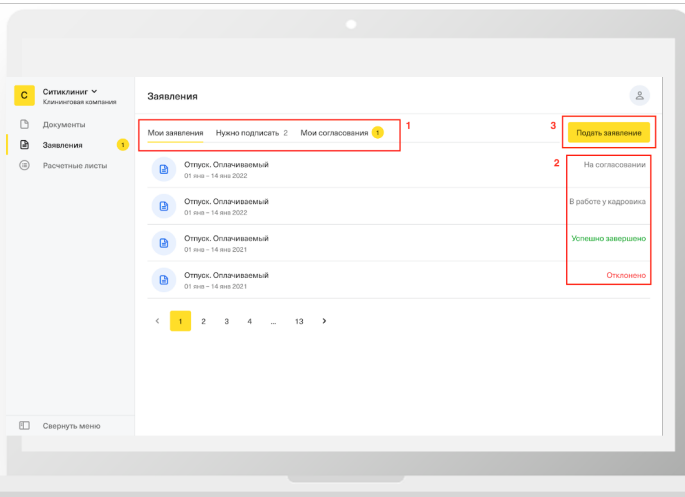 С
Ситиклиниг
Клининговая компания
Заявления
Документы
Заявления 1
Расчетные листы
Мои заявления Нужно подписать 2 Мои согласования 1
1
3
Подать заявление
2
Отпуск. Оплачиваемый
01 янв – 14 янв 2022
На согласовании
Отпуск. Оплачиваемый
01 янв – 14 янв 2022
В работе у кадровика
Отпуск. Оплачиваемый
01 янв – 14 янв 2021
Успешно завершено
Отпуск. Оплачиваемый
01 янв – 14 янв 2021
Отклонено
1 2 3 4 ... 13
Свернуть меню